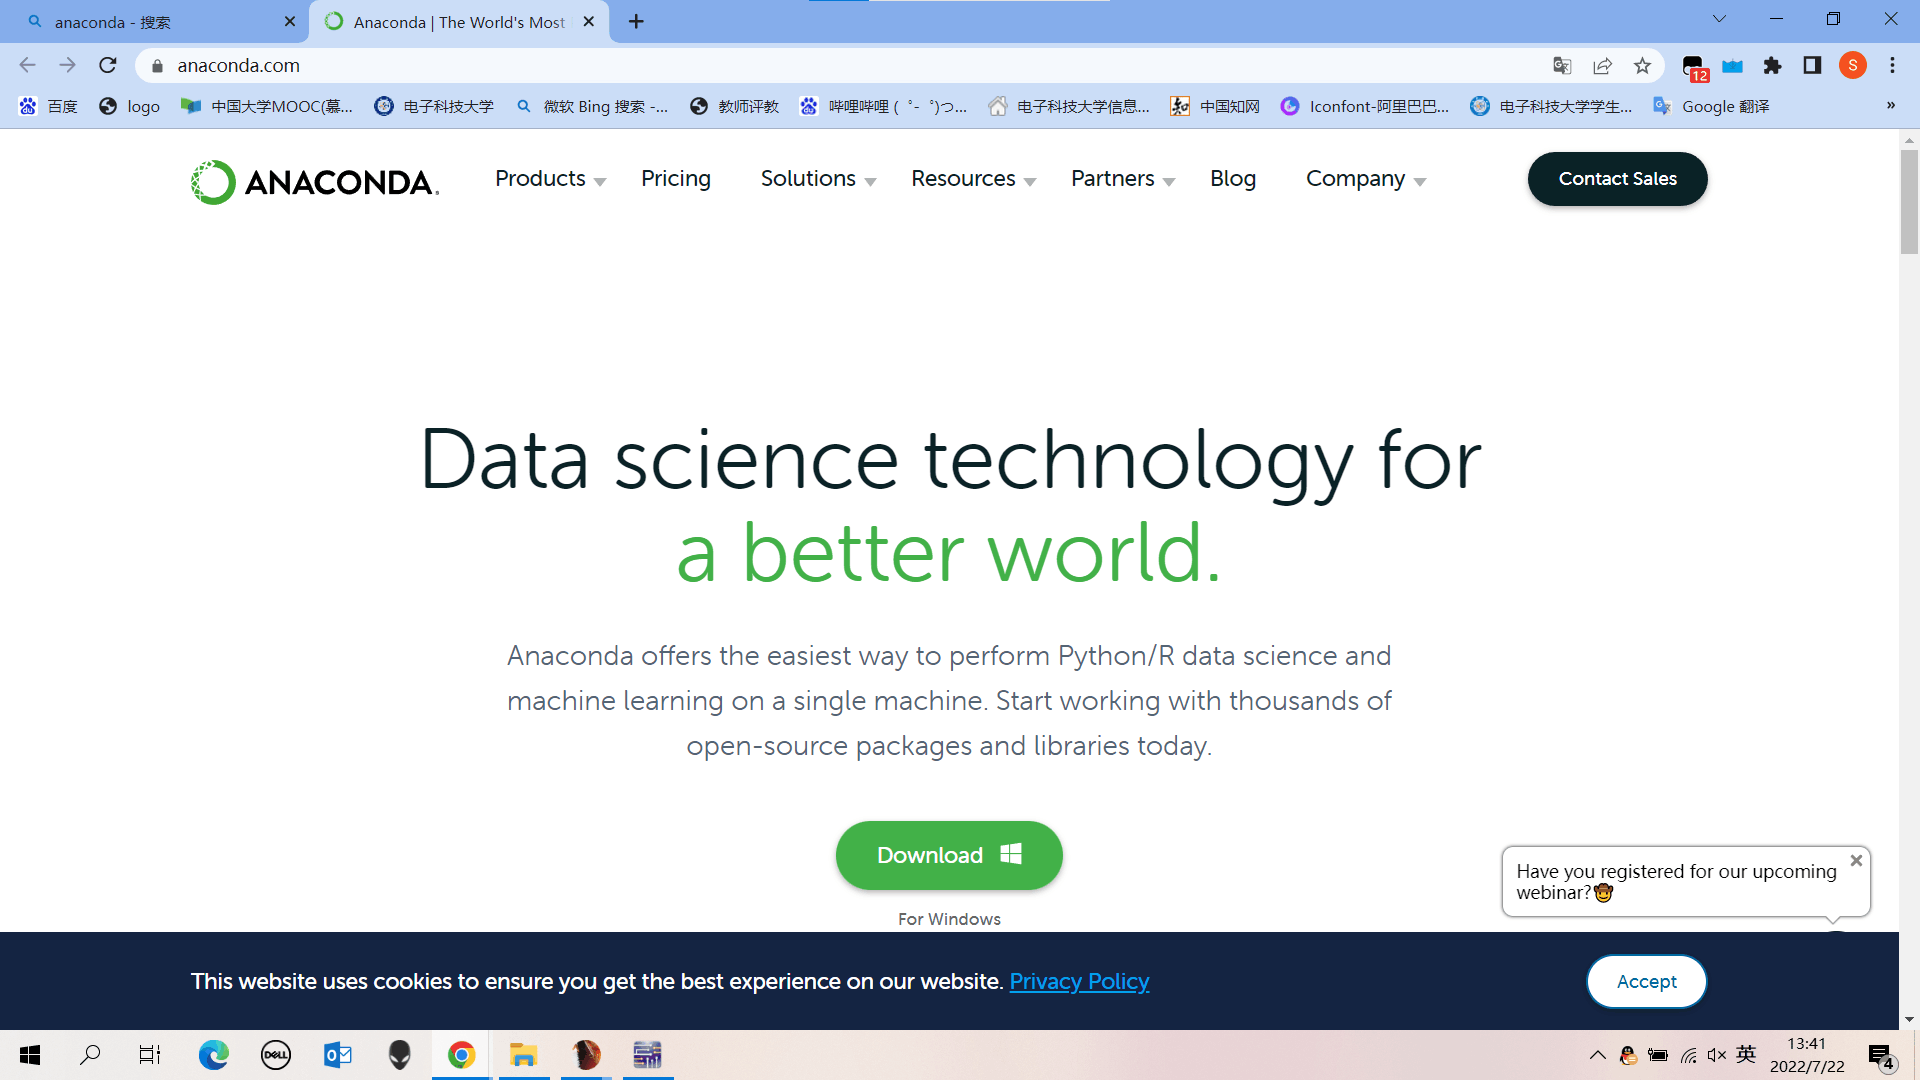 anaconda - 搜索
Anaconda | The World's Most
anaconda.com
12
S
百度
logo
中国大学MOOC(慕...
电子科技大学
微软 Bing 搜索 -...
教师评教
哔哩哔哩 ( ゜- ゜)つ...
电子科技大学信息...
中国知网
Iconfont-阿里巴巴...
电子科技大学学生...
Google 翻译
»
ANACONDA.
Products
Pricing
Solutions
Resources
Partners
Blog
Company
Contact Sales
Data science technology for
a better world.
Anaconda offers the easiest way to perform Python/R data science and
machine learning on a single machine. Start working with thousands of
open-source packages and libraries today.
Download
For Windows
Have you registered for our upcoming
webinar?🤠
This website uses cookies to ensure you get the best experience on our website. Privacy Policy
Accept
DELL
英
13:41
2022/7/22
4